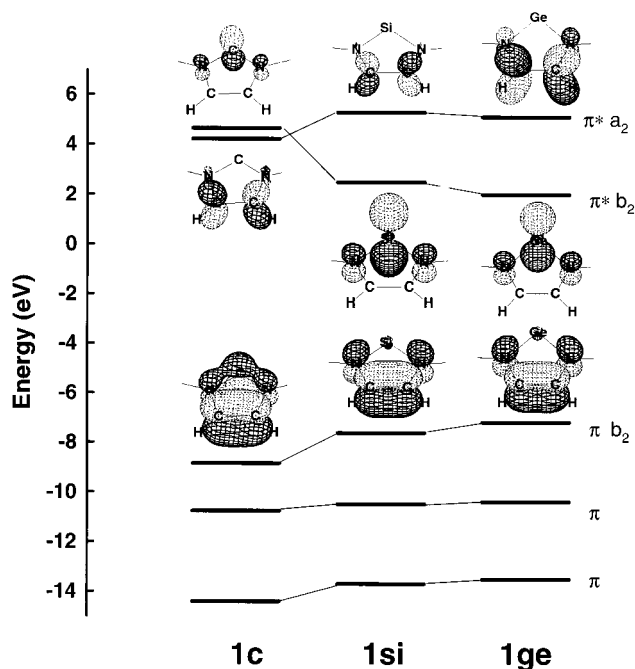 Si
Ge
N
N
N
N
N
C
C
H
H
H
H
H
6
4
2
0
-2
-4
-6
-8
-10
-12
-14
Energy (eV)
π* a₂
π* b₂
C
N
N
H
H
C
C
H
H
C
C
H
H
H
H
H
H
H
H
π b₂
π
π
1c
1si
1ge